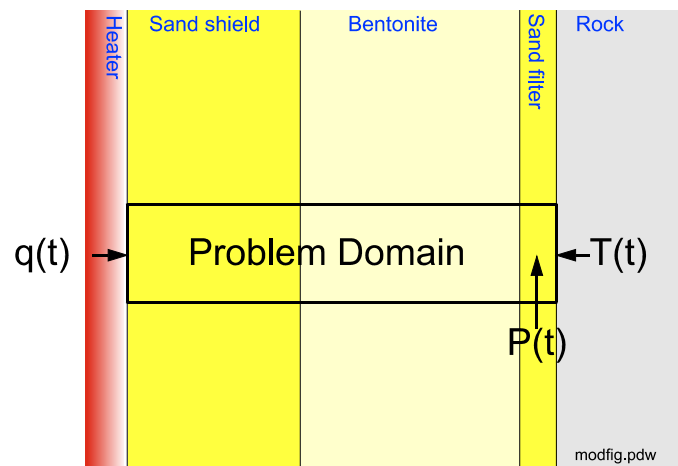 Heater
Sand shield
Bentonite
Sand filter
Rock
q(t)
Problem Domain
T(t)
P(t)
modfig.pdw